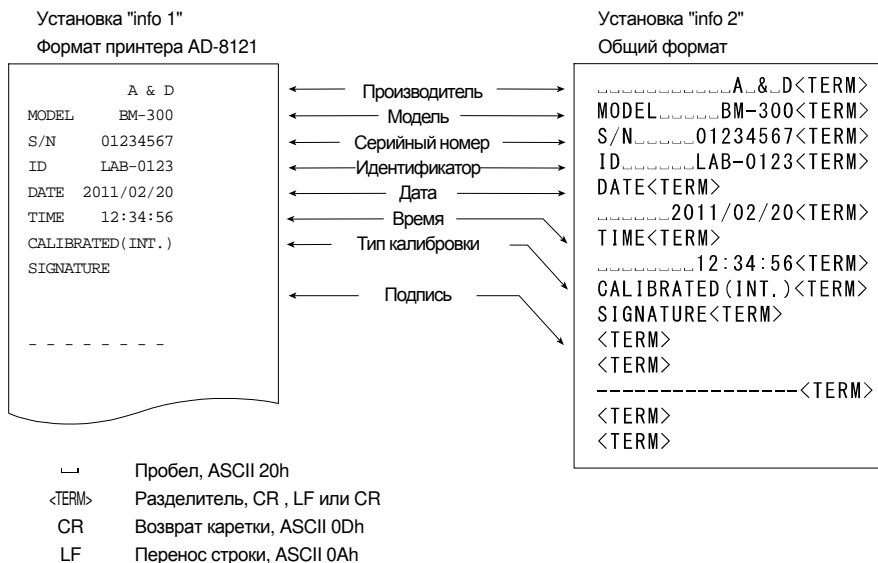 Установка "info 1"
Формат принтера AD-8121
A & D
MODEL BM-300
S/N 01234567
ID LAB-0123
DATE 2011/02/20
TIME 12:34:56
CALIBRATED(INT.)
SIGNATURE
- - - - - - - -
Производитель
Модель
Серийный номер
Идентификатор
Дата
Время
Тип калибровки
Подпись
Установка "info 2"
Общий формат
␣␣␣␣␣␣␣␣␣␣␣A␣&␣D<TERM>
MODEL␣␣␣␣␣BM-300<TERM>
S/N␣␣␣␣␣01234567<TERM>
ID␣␣␣␣␣␣LAB-0123<TERM>
DATE<TERM>
␣␣␣␣␣␣2011/02/20<TERM>
TIME<TERM>
␣␣␣␣␣␣␣␣12:34:56<TERM>
CALIBRATED(INT.)<TERM>
SIGNATURE<TERM>
<TERM>
<TERM>
----------------<TERM>
<TERM>
<TERM>
␣ Пробел, ASCII 20h
<TERM> Разделитель, CR , LF или CR
CR Возврат каретки, ASCII 0Dh
LF Перенос строки, ASCII 0Ah